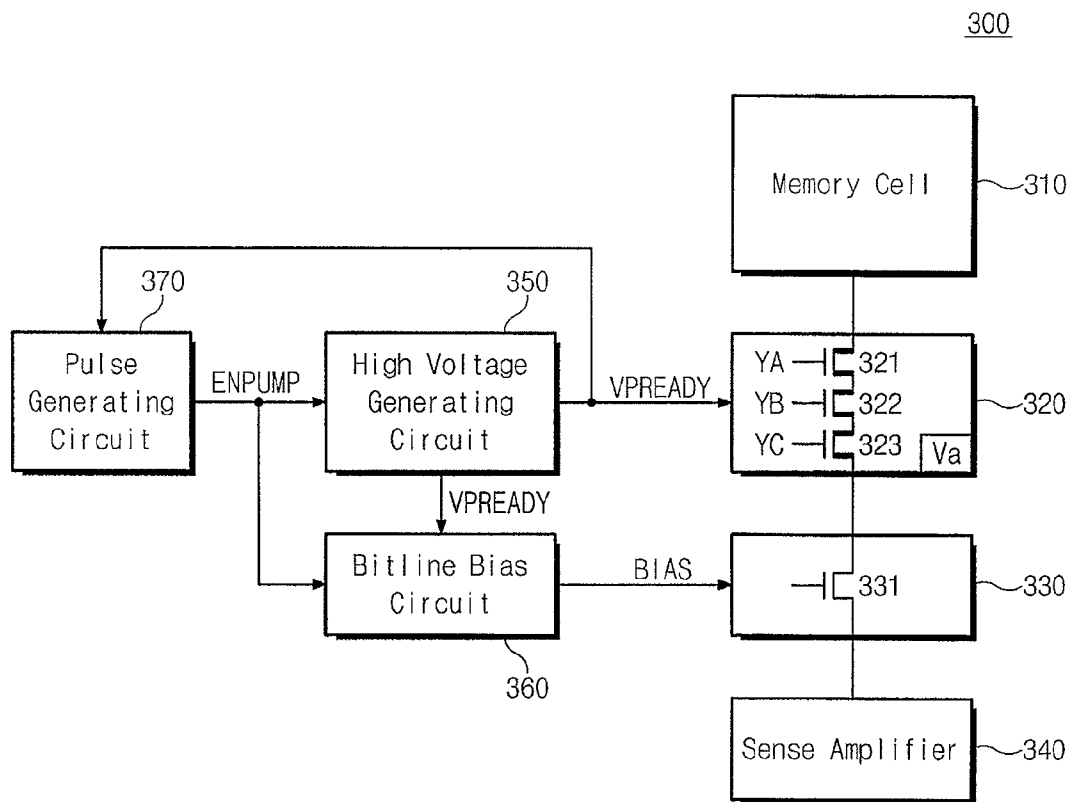 300
Memory Cell
310
370
350
Pulse
Generating
Circuit
ENPUMP
High Voltage
Generating
Circuit
VPREADY
YA
321
YB
322
YC
323
Va
320
VPREADY
Bitline Bias
Circuit
360
BIAS
331
330
Sense Amplifier
340